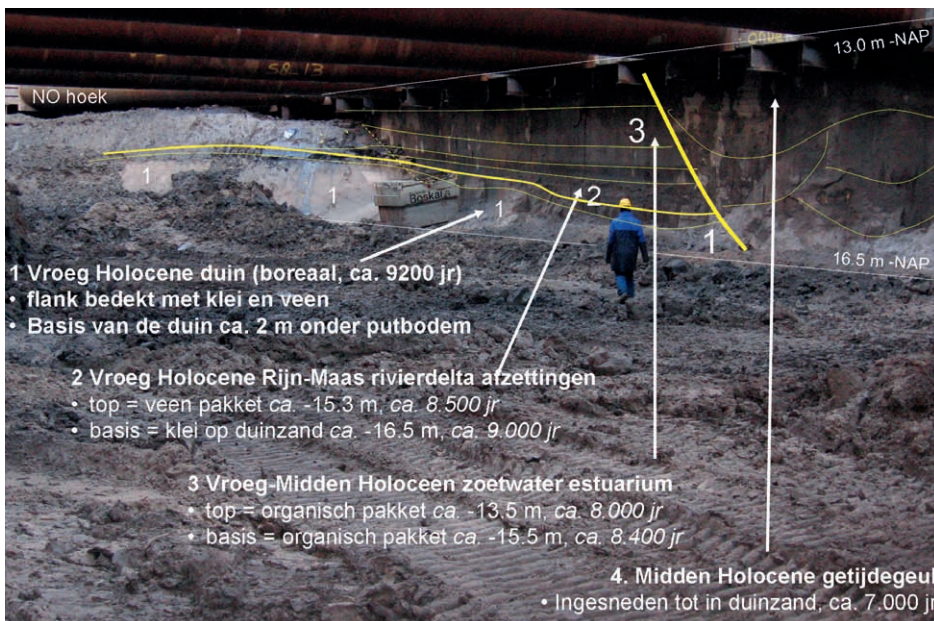 Onde
13.0 m -NAP
SB 13
NO hoek
3
1
1
Boskalis
1
2
1
16.5 m -NAP
1 Vroeg Holocene duin (boreaal, ca. 9200 jr)
• flank bedekt met klei en veen
• Basis van de duin ca. 2 m onder putbodem
2 Vroeg Holocene Rijn-Maas rivierdelta afzettingen
• top = veen pakket ca. -15.3 m, ca. 8.500 jr
• basis = klei op duinzand ca. -16.5 m, ca. 9.000 jr
3 Vroeg-Midden Holoceen zoetwater estuarium
• top = organisch pakket ca. -13.5 m, ca. 8.000 jr
• basis = organisch pakket ca. -15.5 m, ca. 8.400 jr
4. Midden Holocene getijdegeul
• Ingesneden tot in duinzand, ca. 7.000 jr